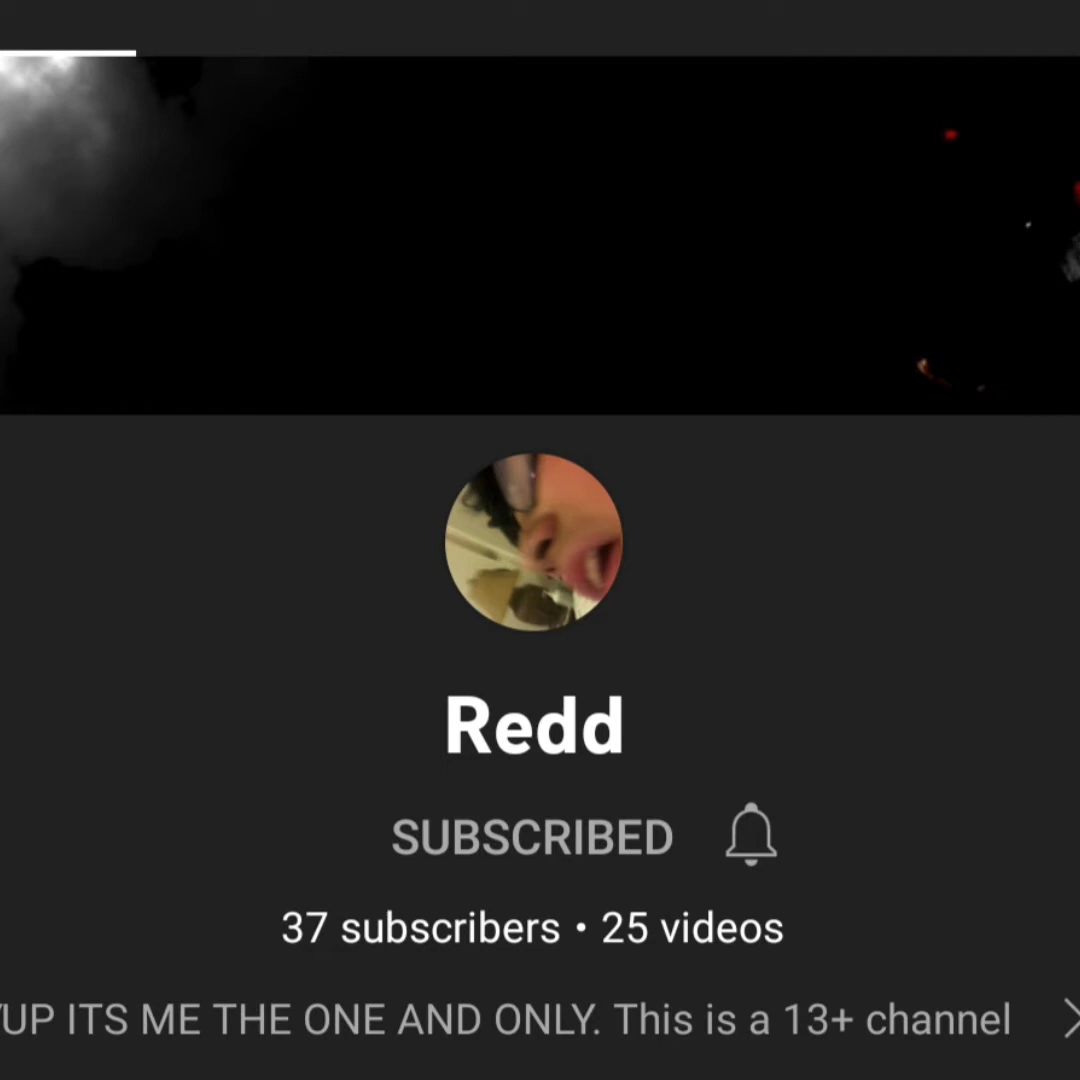 Redd
SUBSCRIBED
37 subscribers • 25 videos
UP ITS ME THE ONE AND ONLY. This is a 13+ channel